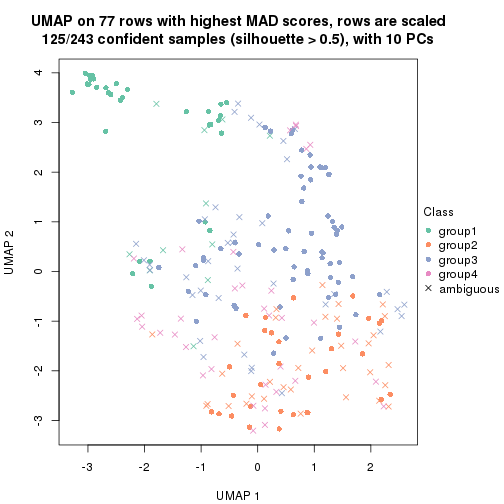 UMAP on 77 rows with highest MAD scores, rows are scaled
125/243 confident samples (silhouette > 0.5), with 10 PCs
4
3
2
1
0
-1
-2
-3
UMAP 2
-3
-2
-1
0
1
2
UMAP 1
Class
group1
group2
group3
group4
ambiguous